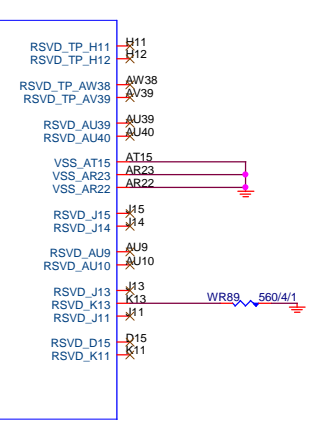 RSVD_TP_H11 H11
RSVD_TP_H12 H12
RSVD_TP_AW38 AW38
RSVD_TP_AV39 AV39
RSVD_AU39 AU39
RSVD_AU40 AU40
VSS_AT15 AT15
VSS_AR23 AR23
VSS_AR22 AR22
RSVD_J15 J15
RSVD_J14 J14
RSVD_AU9 AU9
RSVD_AU10 AU10
RSVD_J13 J13
RSVD_K13 K13 WR89 560/4/1
RSVD_J11 J11
RSVD_D15 D15
RSVD_K11 K11